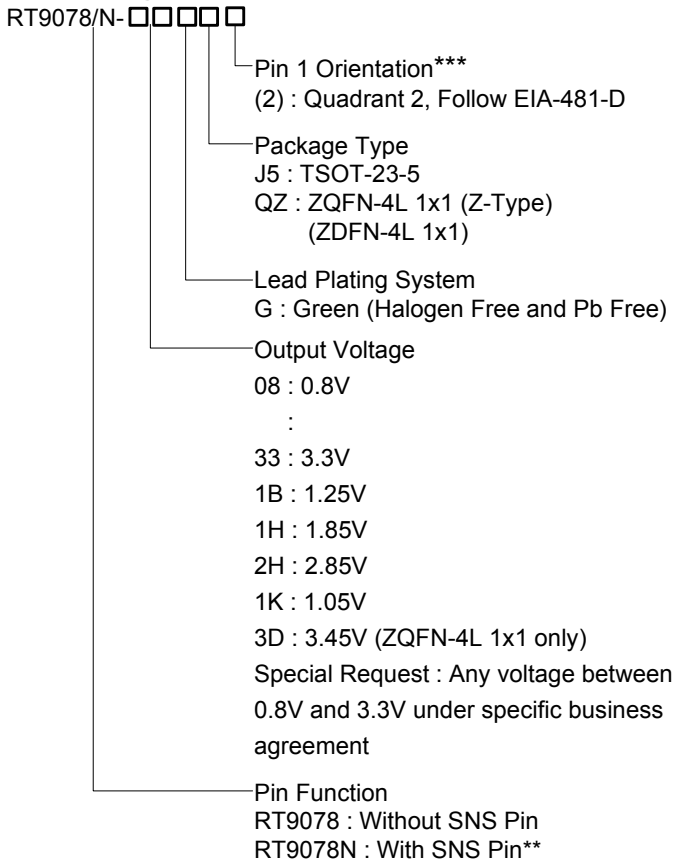 RT9078/N-
Pin 1 Orientation***
(2) : Quadrant 2, Follow EIA-481-D
Package Type
J5 : TSOT-23-5
QZ : ZQFN-4L 1x1 (Z-Type)
(ZDFN-4L 1x1)
Lead Plating System
G : Green (Halogen Free and Pb Free)
Output Voltage
08 : 0.8V
:
33 : 3.3V
1B : 1.25V
1H : 1.85V
2H : 2.85V
1K : 1.05V
3D : 3.45V (ZQFN-4L 1x1 only)
Special Request : Any voltage between
0.8V and 3.3V under specific business
agreement
Pin Function
RT9078 : Without SNS Pin
RT9078N : With SNS Pin**